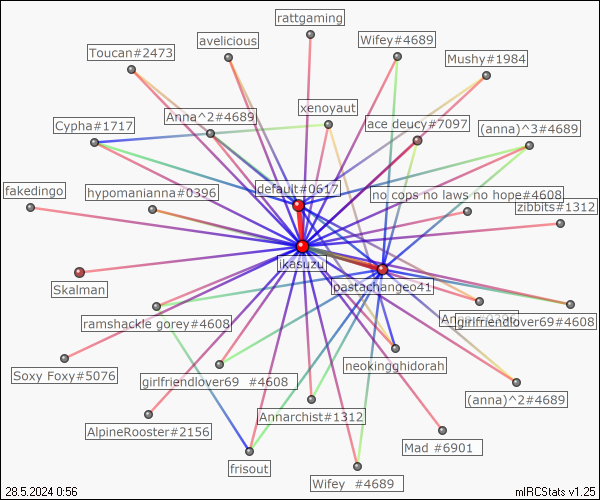 rattgaming
avelicious
Wifey#4689
Toucan#2473
Mushy#1984
xenoyaut
Anna^2#4689
ace deucy#7097
Cypha#1717
(anna)^3#4689
default#0617
fakedingo
hypomanianna#0396
no cops no laws no hope#4608
zibbits#1312
ikasuzu
Skalman
pastachangeo41
ramshackle gorey#4608
girlfriendlover69#4608
neokingghidorah
Soxy Foxy#5076
girlfriendlover69 #4608
(anna)^2#4689
Annarchist#1312
AlpineRooster#2156
Mad #6901
frisout
Wifey #4689
28.5.2024 0:56
mIRCStats v1.25